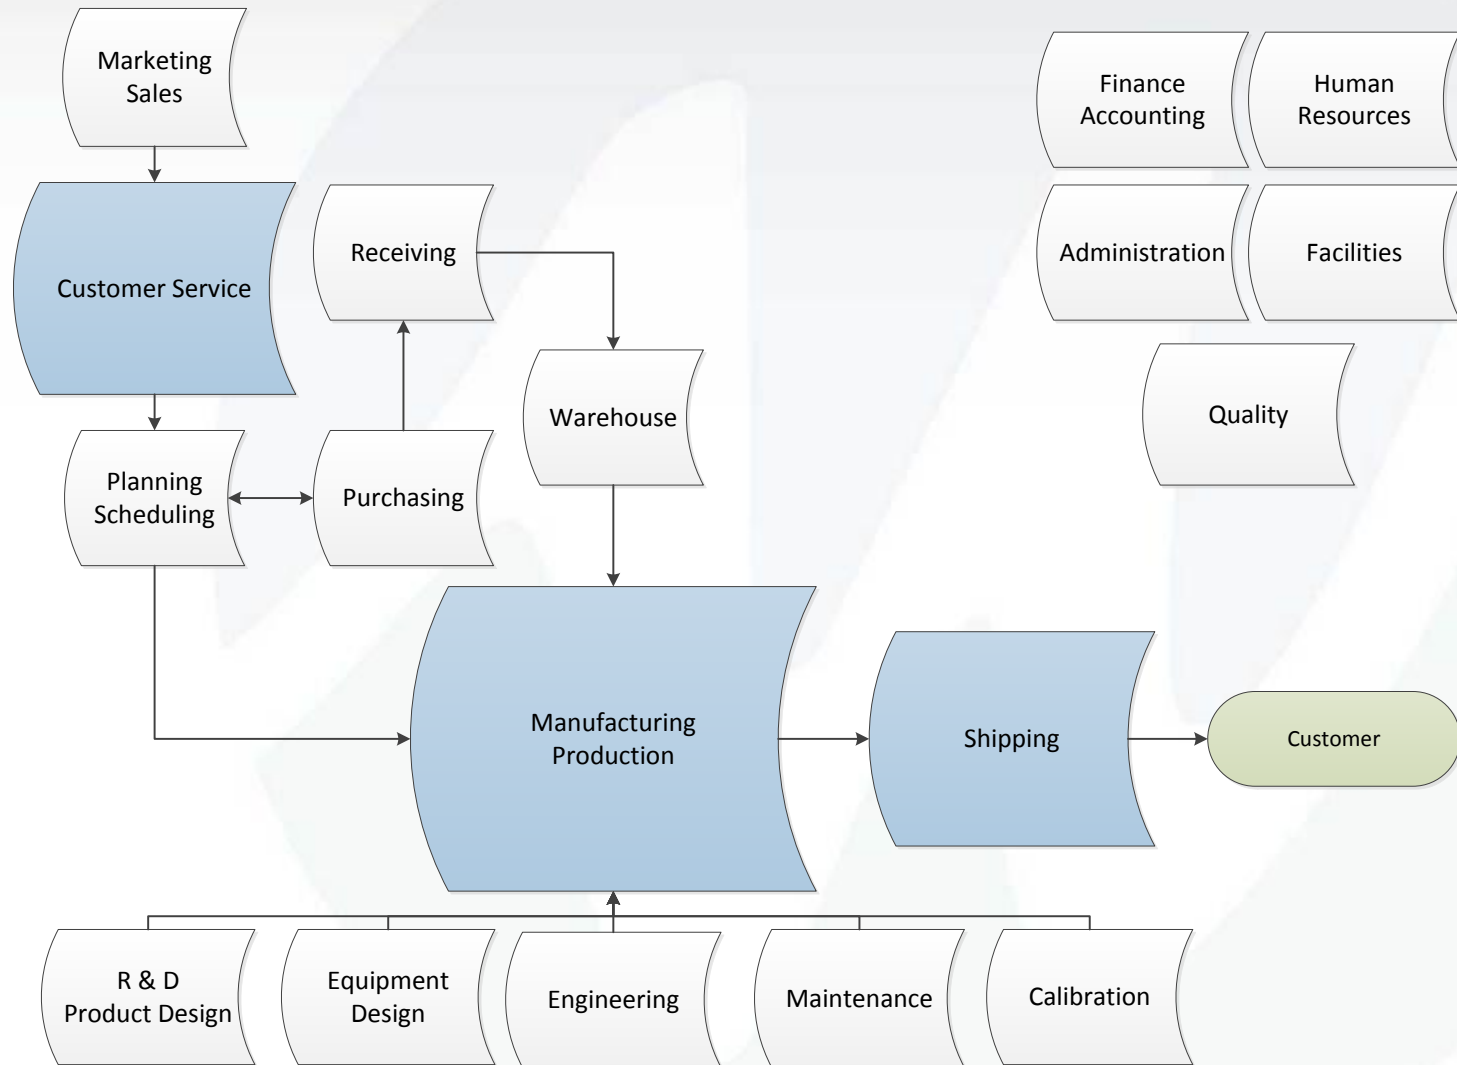 Marketing
Sales
Finance
Accounting
Human
Resources
Customer Service
Receiving
Administration
Facilities
Warehouse
Quality
Planning
Scheduling
Purchasing
Manufacturing
Production
Shipping
Customer
R & D
Product Design
Equipment
Design
Engineering
Maintenance
Calibration